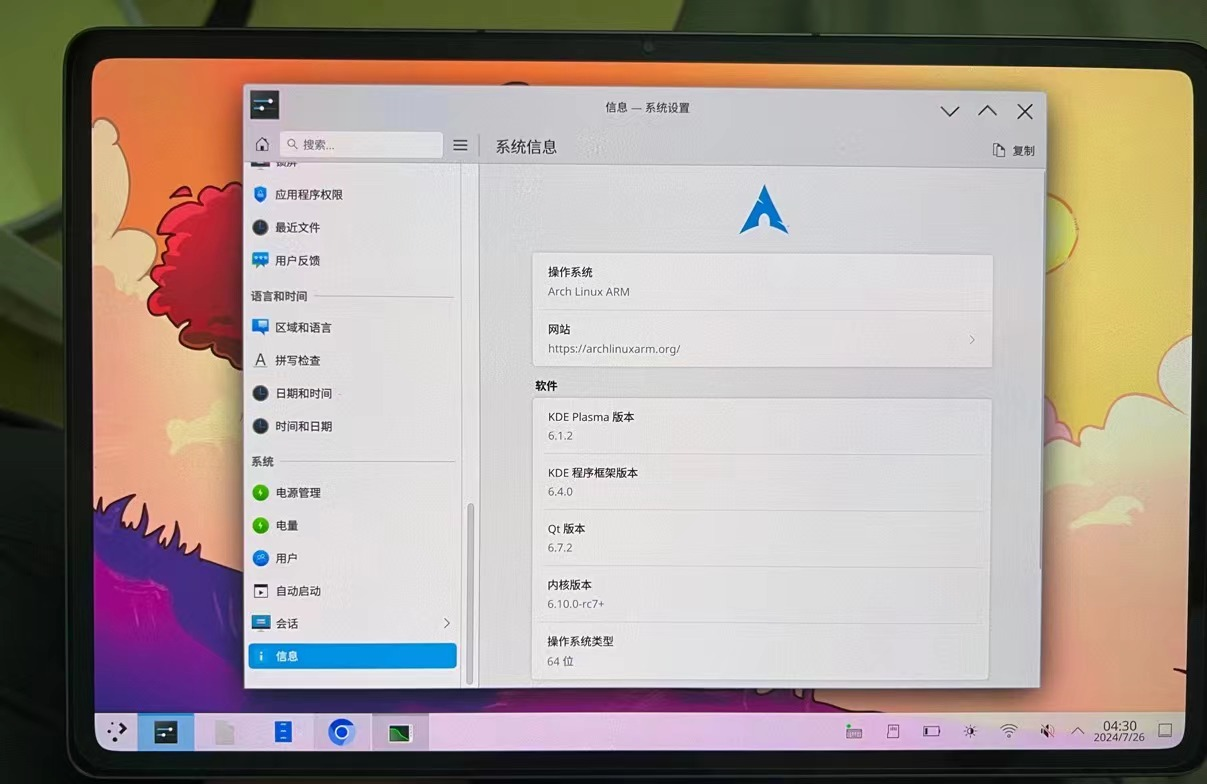 信息 — 系统设置
搜索...
系统信息
复制
锁屏
应用程序权限
最近文件
用户反馈
语言和时间
区域和语言
A 拼写检查
日期和时间
时间和日期
系统
电源管理
电量
用户
自动启动
会话
信息
操作系统
Arch Linux ARM
网站
https://archlinuxarm.org/
软件
KDE Plasma 版本
6.1.2
KDE 程序框架版本
6.4.0
Qt 版本
6.7.2
内核版本
6.10.0-rc7+
操作系统类型
64 位
04:30
2024/7/26